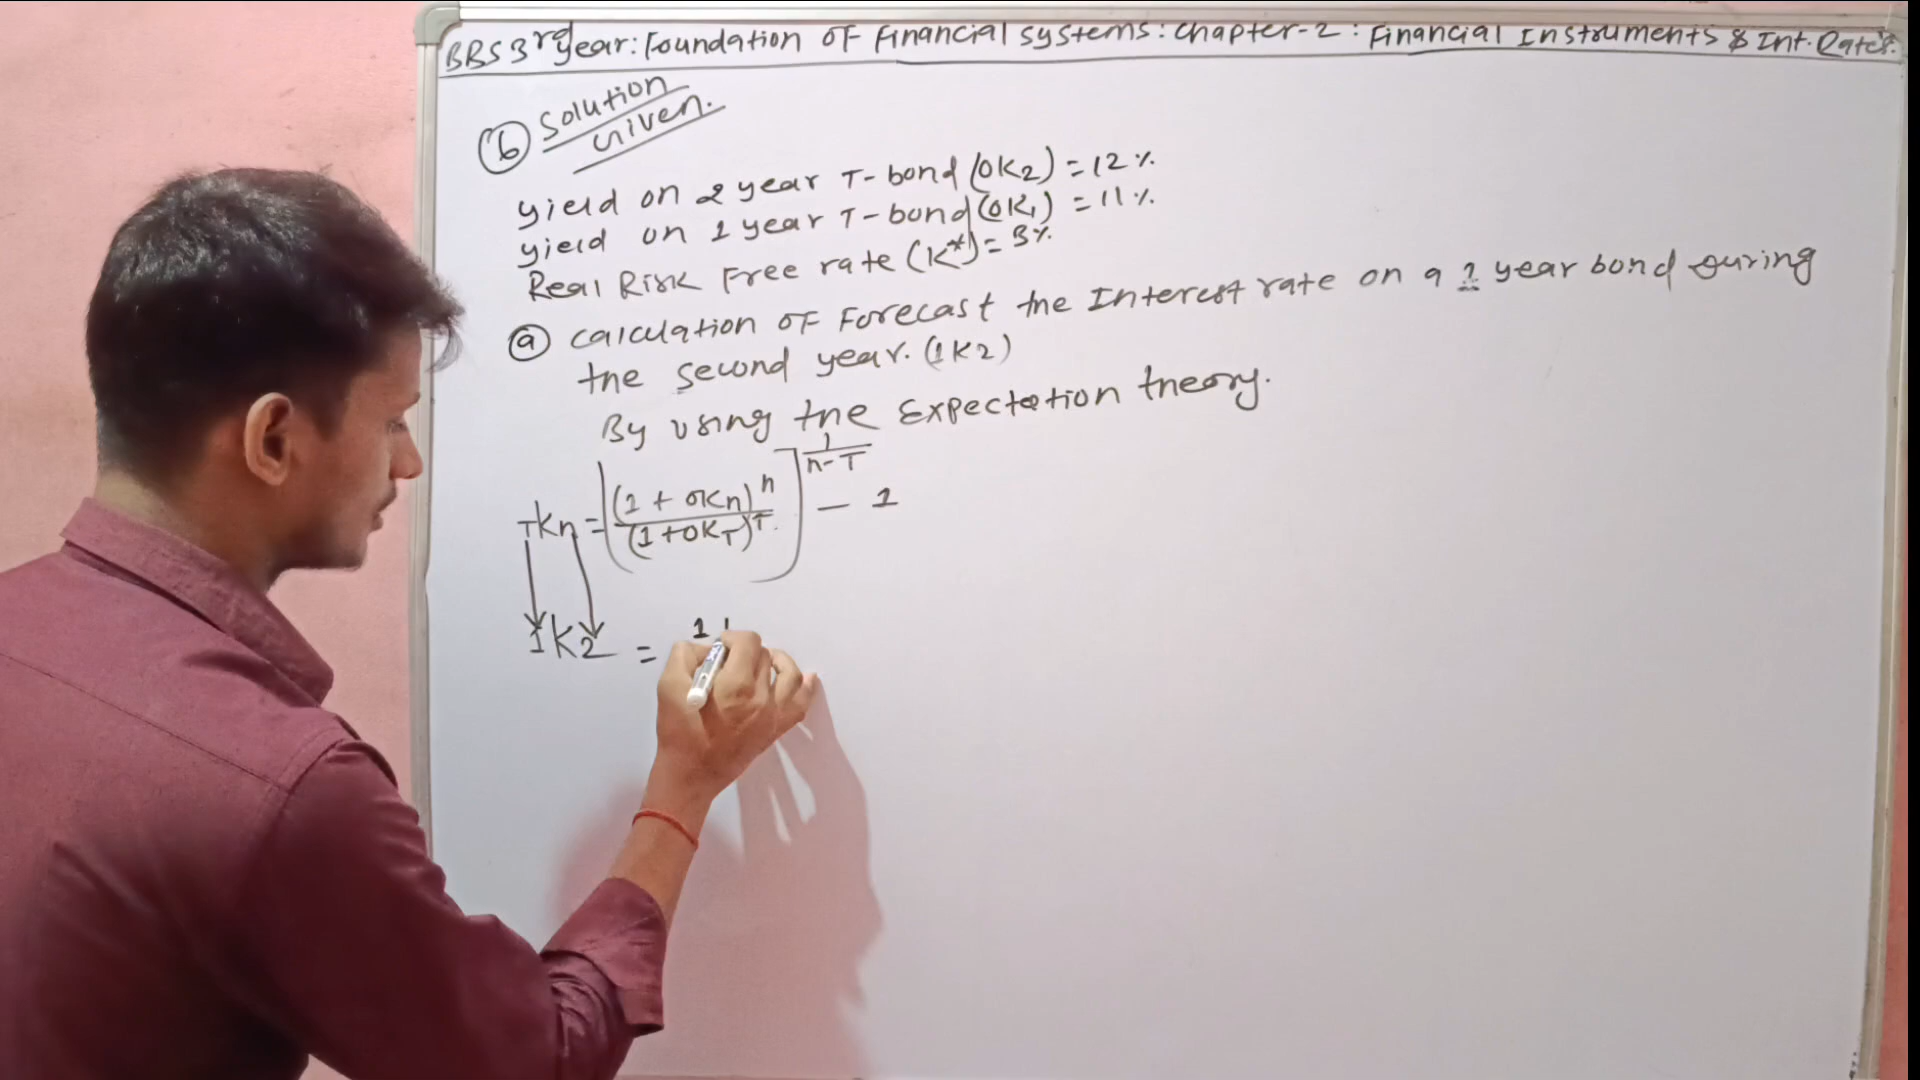 BBS 3rd year: Foundation of Financial systems: chapter-2: Financial Instruments & Int. Rates.
6 Solution
Given.
yield on 2 year T-bond (0K2) = 12%
yield on 1 year T-bond (0K1) = 11%
Real Risk Free rate (K*) = 3%
a calculation of Forecast the Interest rate on a 1 year bond during
the second year. (1K2)
By using the Expectation theory.
TKn = [(1 + 0Kn)^n / (1 + 0KT)^T]^(1/(n-T)) - 1
1K2 = 1